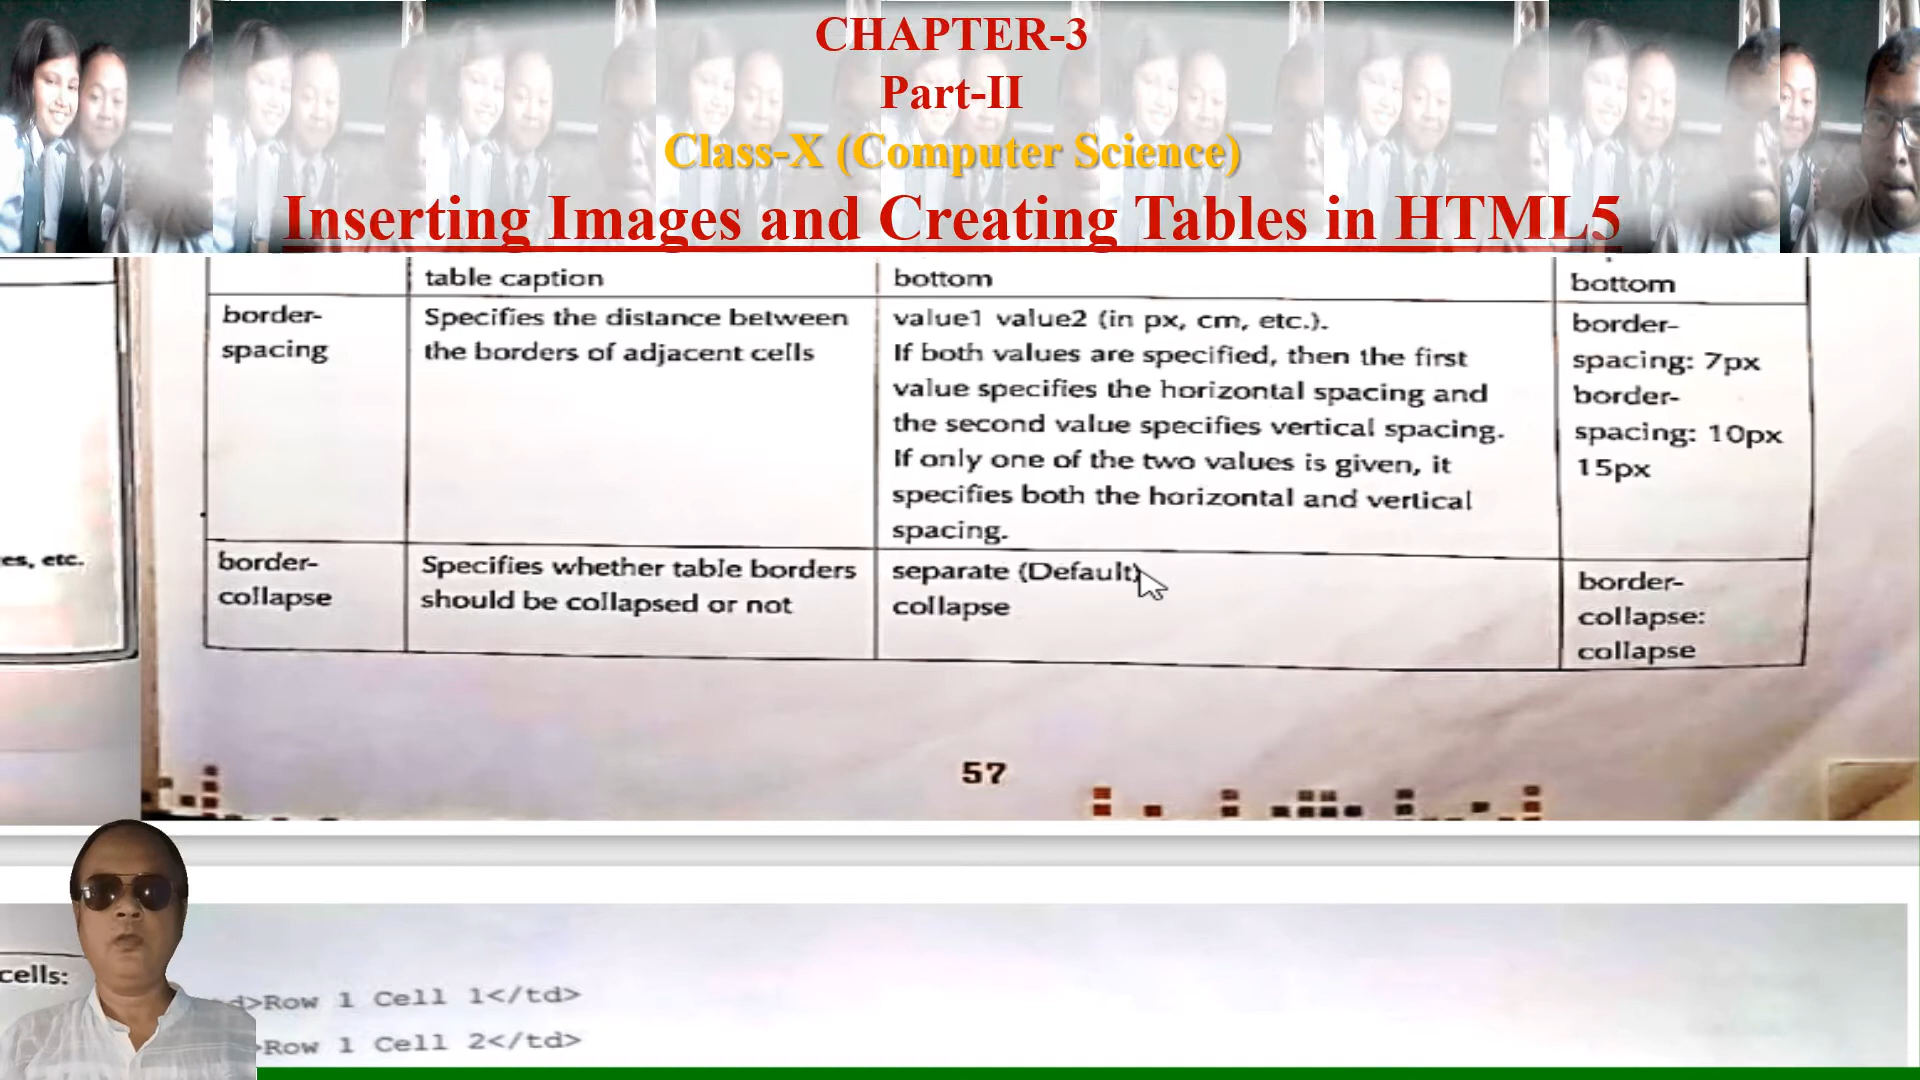 CHAPTER-3
Part-II
Class-X (Computer Science)
Inserting Images and Creating Tables in HTML5
table caption
bottom
bottom
border-
spacing
Specifies the distance between
the borders of adjacent cells
value1 value2 (in px, cm, etc.).
If both values are specified, then the first
value specifies the horizontal spacing and
the second value specifies vertical spacing.
If only one of the two values is given, it
specifies both the horizontal and vertical
spacing.
border-
spacing: 7px
border-
spacing: 10px
15px
es, etc.
border-
collapse
Specifies whether table borders
should be collapsed or not
separate (Default)
collapse
border-
collapse:
collapse
57
cells:
d>Row 1 Cell 1</td>
>Row 1 Cell 2</td>